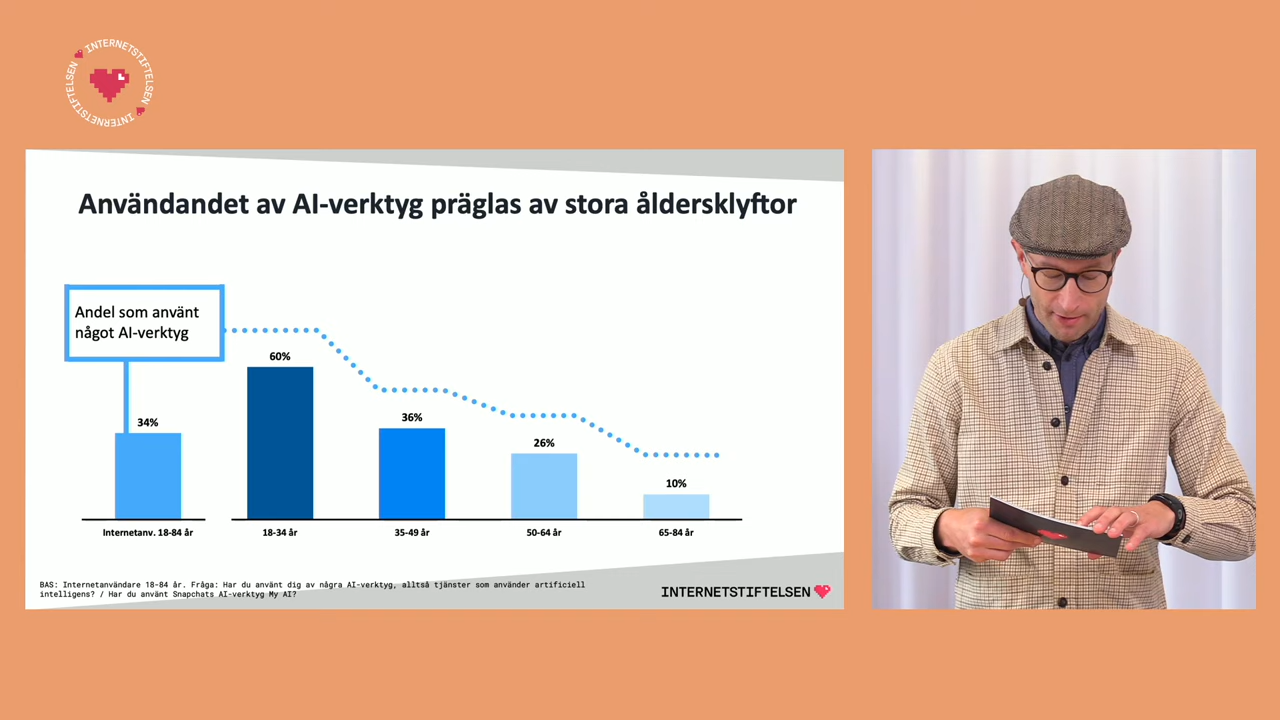 INTERNETSTIFTELSEN
INTERNETSTIFTELSEN
Användandet av AI-verktyg präglas av stora åldersklyftor
Andel som använt
något AI-verktyg
34%
60%
36%
26%
10%
Internetanv. 18-84 år
18-34 år
35-49 år
50-64 år
65-84 år
BAS: Internetanvändare 18-84 år. Fråga: Har du använt dig av några AI-verktyg, alltså tjänster som använder artificiell
intelligens? / Har du använt Snapchats AI-verktyg My AI?
INTERNETSTIFTELSEN